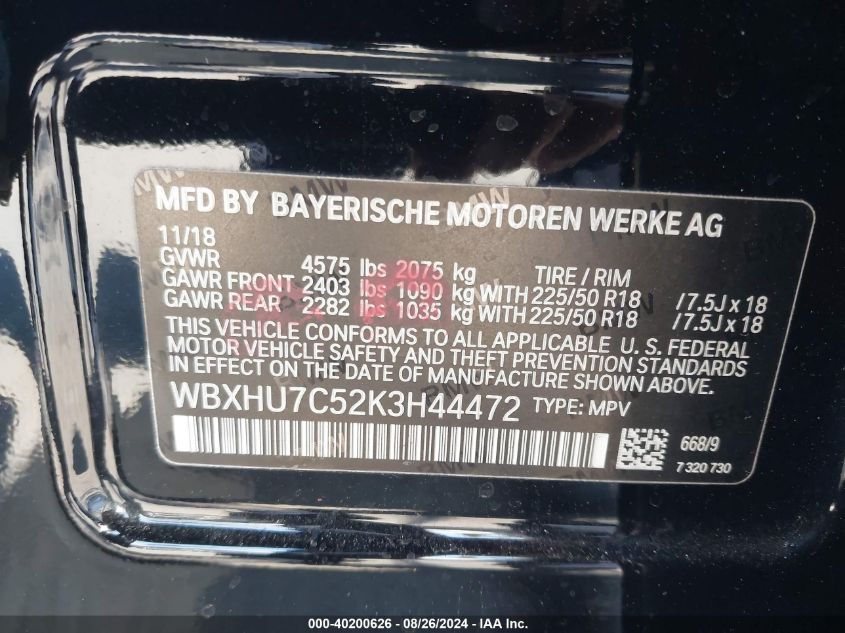 MFD BY BAYERISCHE MOTOREN WERKE AG
11/18
GVWR 4575 lbs 2075 kg TIRE / RIM
GAWR FRONT 2403 lbs 1090 kg WITH 225/50 R18 /7.5J x 18
GAWR REAR 2282 lbs 1035 kg WITH 225/50 R18 /7.5J x 18
THIS VEHICLE CONFORMS TO ALL APPLICABLE U. S. FEDERAL
MOTOR VEHICLE SAFETY AND THEFT PREVENTION STANDARDS
IN EFFECT ON THE DATE OF MANUFACTURE SHOWN ABOVE.
WBXHU7C52K3H44472 TYPE: MPV
668/9
7 320 730
000-40200626 - 08/26/2024 - IAA Inc.